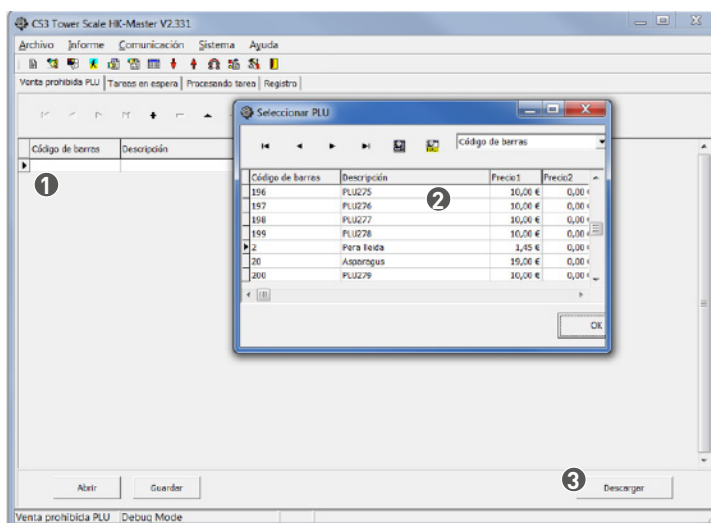 CS3 Tower Scale HK-Master V2.331
Archivo Informe Comunicación Sistema Ayuda
Venta prohibida PLU Tareas en espera Procesando tarea Registro
Seleccionar PLU
Código de barras
Código de barras Descripción
1
Código de barras Descripción Precio1 Precio2
2
196 PLU275 10,00 € 0,00
197 PLU276 10,00 € 0,00
198 PLU277 10,00 € 0,00
199 PLU278 10,00 € 0,00
2 Pera lleida 1,45 € 0,00
20 Asparagus 19,00 € 0,00
200 PLU279 10,00 € 0,00
OK
3
Abrir Guardar Descargar
Venta prohibida PLU Debug Mode